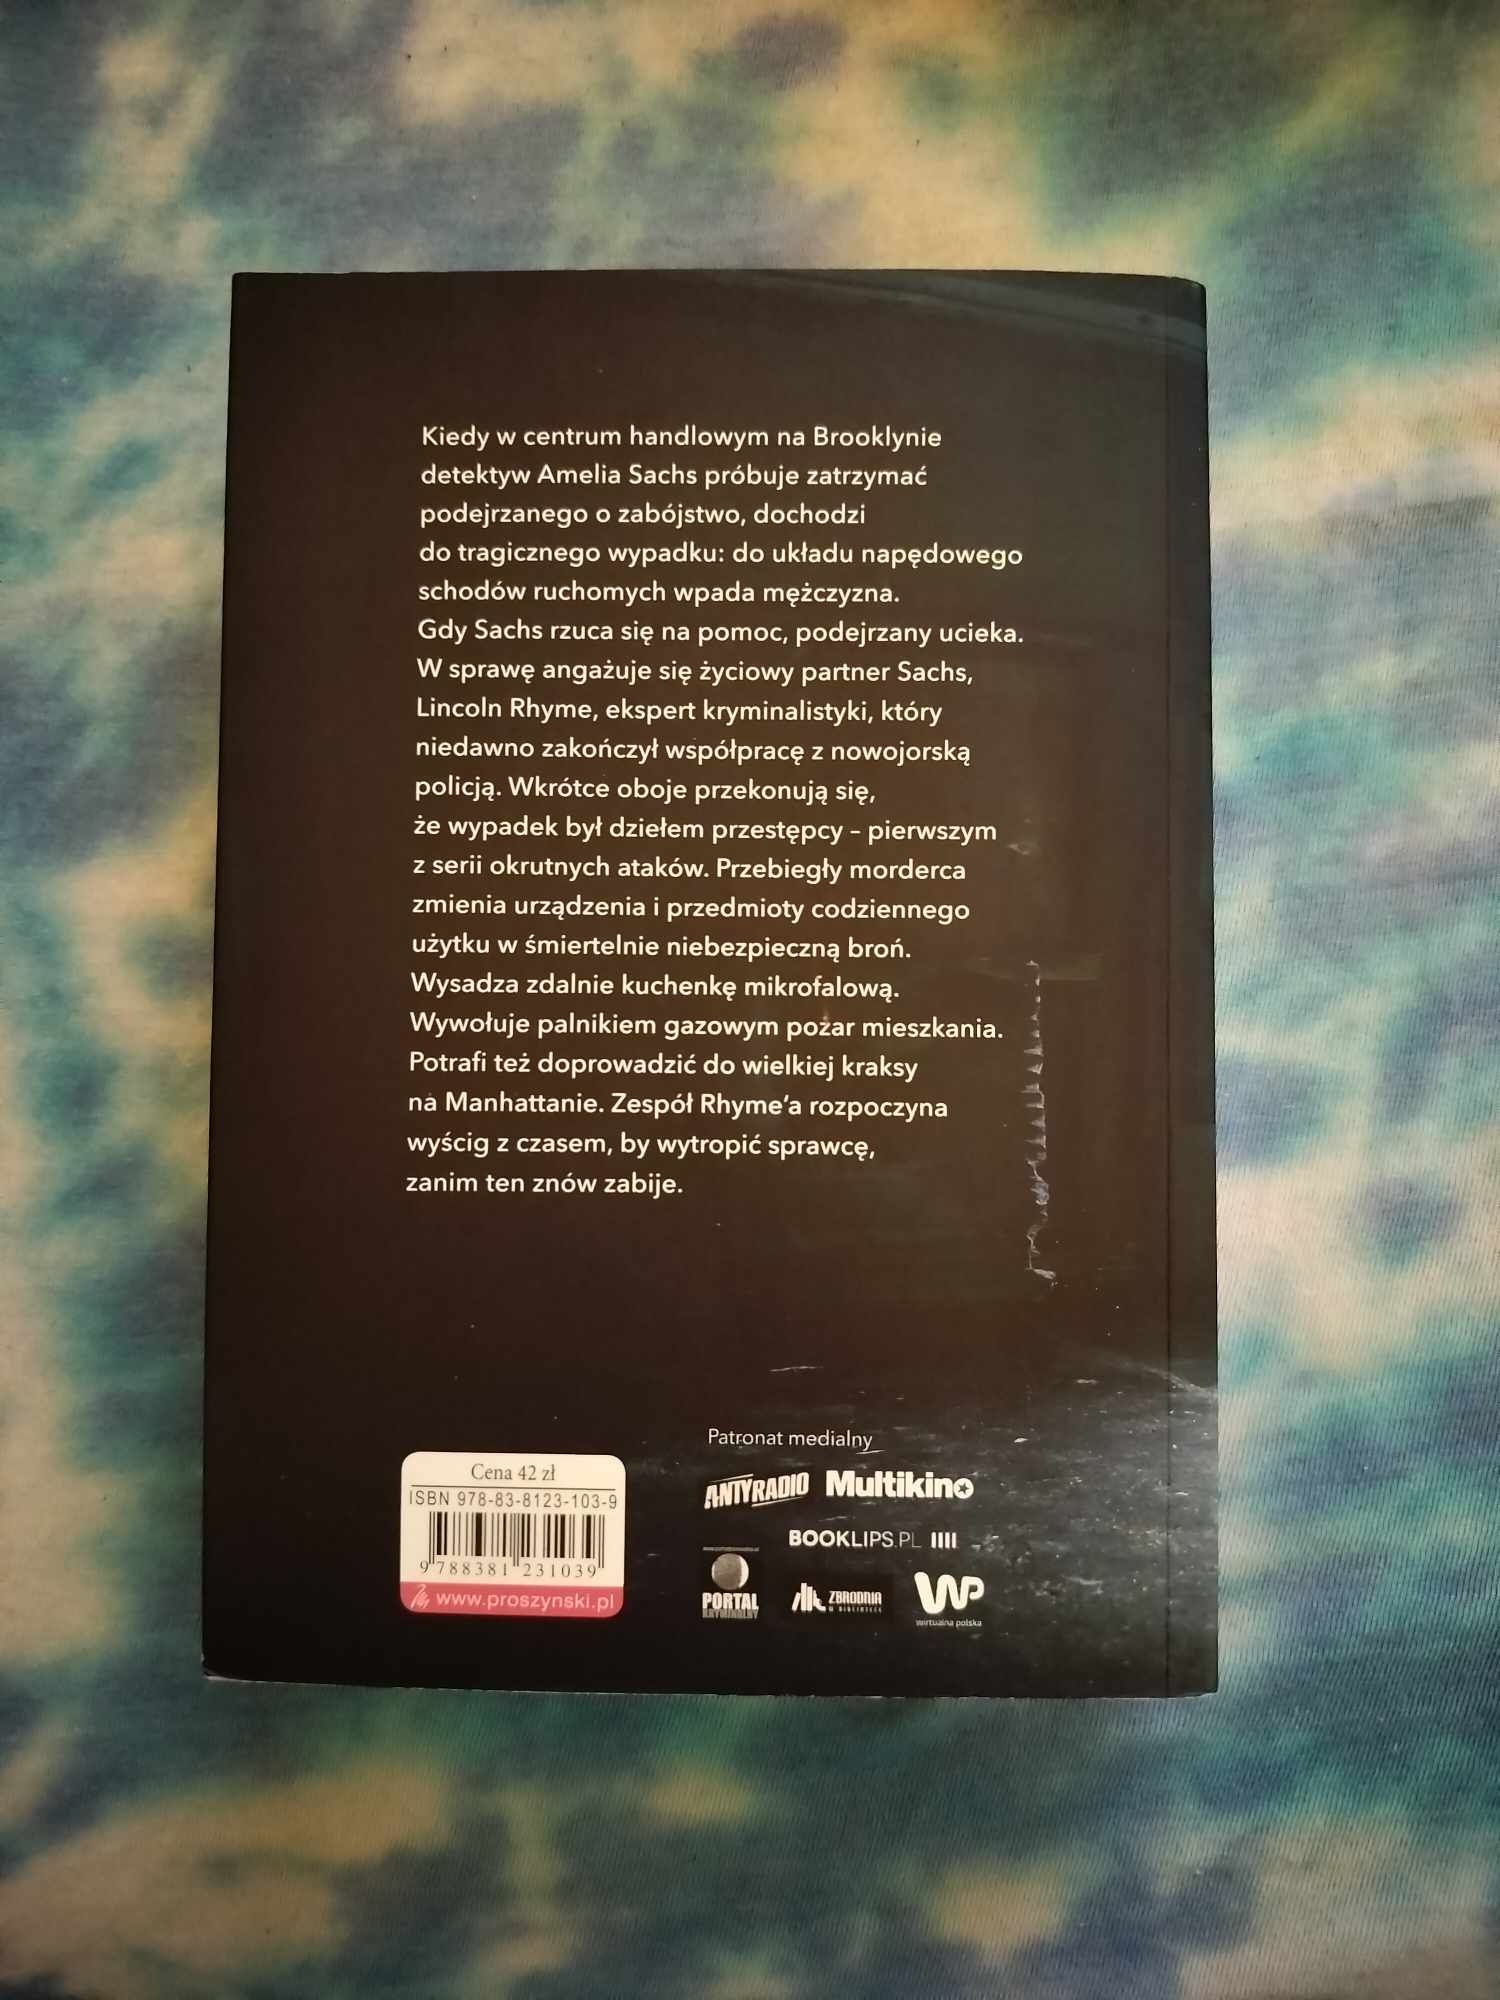 Kiedy w centrum handlowym na Brooklynie
detektyw Amelia Sachs próbuje zatrzymać
podejrzanego o zabójstwo, dochodzi
do tragicznego wypadku: do układu napędowego
schodów ruchomych wpada mężczyzna.
Gdy Sachs rzuca się na pomoc, podejrzany ucieka.
W sprawę angażuje się życiowy partner Sachs,
Lincoln Rhyme, ekspert kryminalistyki, który
niedawno zakończył współpracę z nowojorską
policją. Wkrótce oboje przekonują się,
że wypadek był dziełem przestępcy – pierwszym
z serii okrutnych ataków. Przebiegły morderca
zmienia urządzenia i przedmioty codziennego
użytku w śmiertelnie niebezpieczną broń.
Wysadza zdalnie kuchenkę mikrofalową.
Wywołuje palnikiem gazowym pożar mieszkania.
Potrafi też doprowadzić do wielkiej kraksy
na Manhattanie. Zespół Rhyme‘a rozpoczyna
wyścig z czasem, by wytropić sprawcę,
zanim ten znów zabije.
Cena 42 zł
ISBN 978-83-8123-103-9
9 788381 231039
www.proszynski.pl
Patronat medialny
ANTYRADIO Multikino
BOOKLIPS.PL
PORTAL
KRYMINALNY
ZBRODNIA
W BIBLIOTECE
WP
wirtualna polska